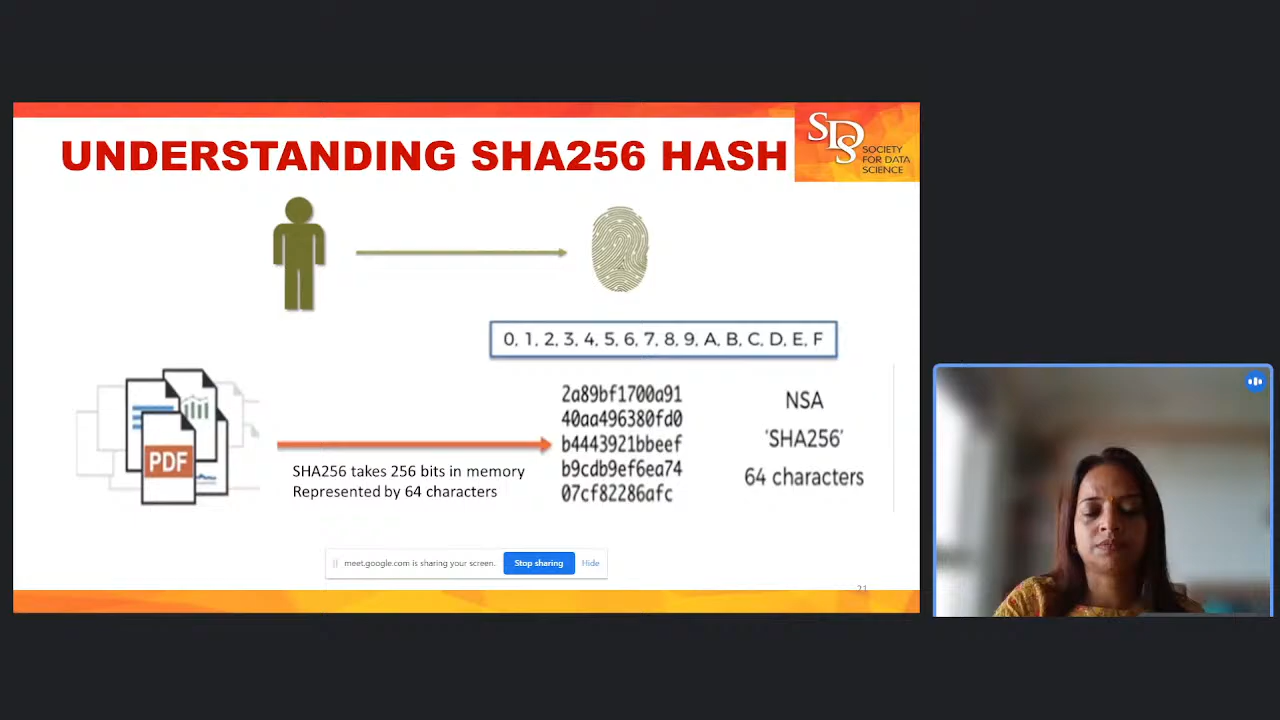 UNDERSTANDING SHA256 HASH
SDS
SOCIETY
FOR DATA
SCIENCE
0, 1, 2, 3, 4, 5, 6, 7, 8, 9, A, B, C, D, E, F
2a89bf1700a91
40aa496380fd0
b4443921bbeef
b9cdb9ef6ea74
07cf82286afc
NSA
'SHA256'
64 characters
PDF
SHA256 takes 256 bits in memory
Represented by 64 characters
meet.google.com is sharing your screen.
Stop sharing
Hide
21